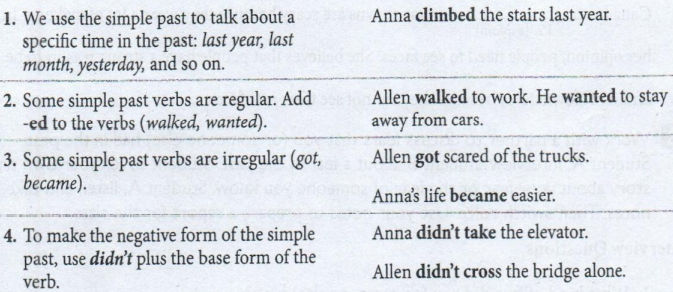 1. We use the simple past to talk about a
specific time in the past: last year, last
month, yesterday, and so on.
Anna climbed the stairs last year.
2. Some simple past verbs are regular. Add
-ed to the verbs (walked, wanted).
Allen walked to work. He wanted to stay
away from cars.
3. Some simple past verbs are irregular (got,
became).
Allen got scared of the trucks.
Anna's life became easier.
4. To make the negative form of the simple
past, use didn't plus the base form of the
verb.
Anna didn't take the elevator.
Allen didn't cross the bridge alone.